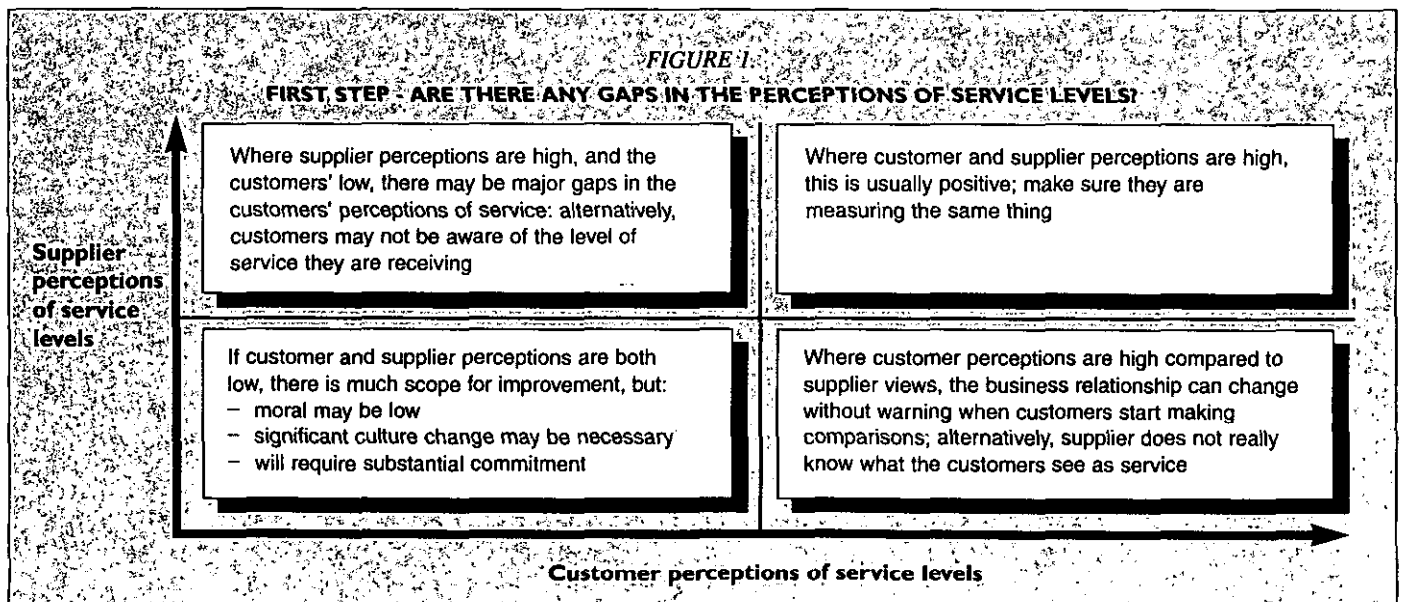 FIGURE 1.
FIRST STEP - ARE THERE ANY GAPS IN THE PERCEPTIONS OF SERVICE LEVELS?
Where supplier perceptions are high, and the
customers' low, there may be major gaps in the
customers' perceptions of service: alternatively,
customers may not be aware of the level of
service they are receiving
Where customer and supplier perceptions are high,
this is usually positive; make sure they are
measuring the same thing
Supplier
perceptions
of service
levels
If customer and supplier perceptions are both
low, there is much scope for improvement, but:
– moral may be low
– significant culture change may be necessary
– will require substantial commitment
Where customer perceptions are high compared to
supplier views, the business relationship can change
without warning when customers start making
comparisons; alternatively, supplier does not really
know what the customers see as service
Customer perceptions of service levels